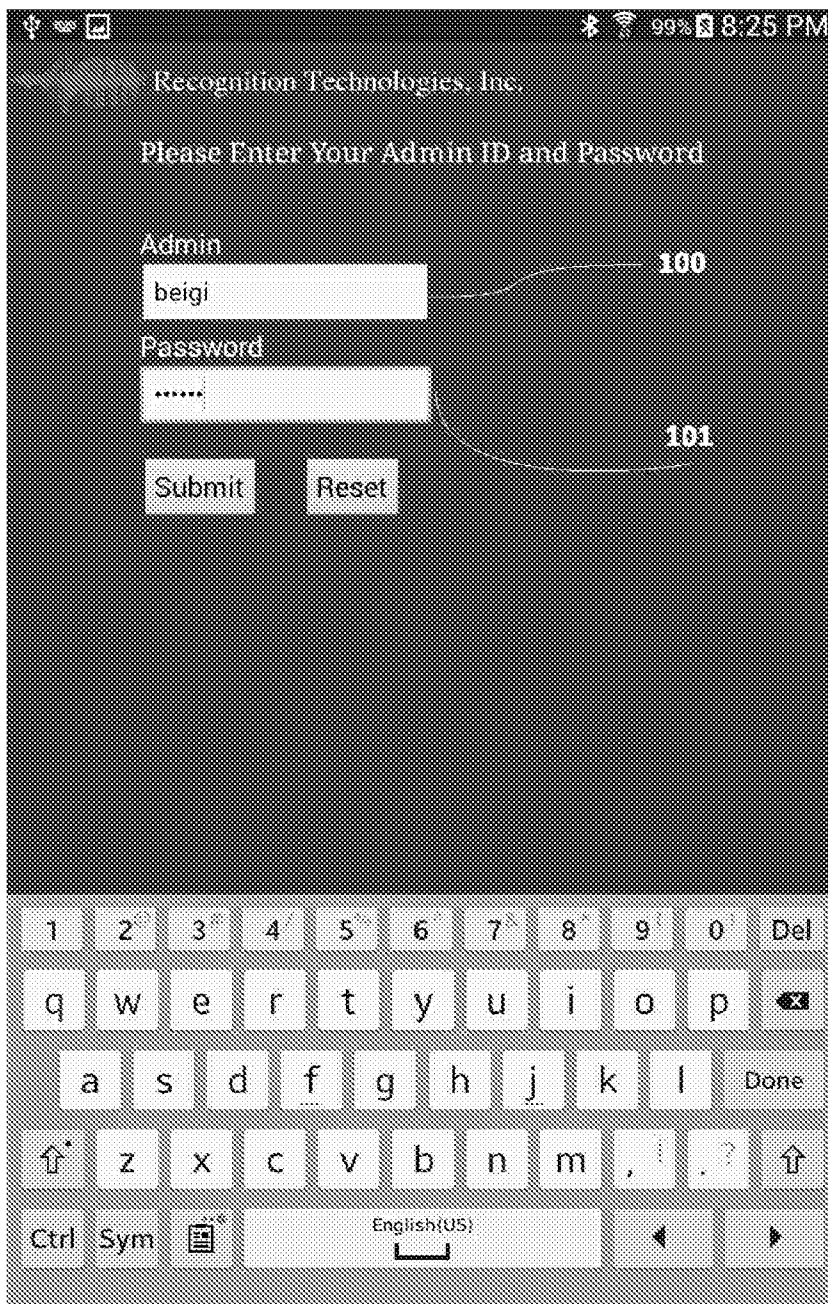 99% 8:25 PM
Recognition Technologies, Inc.
Please Enter Your Admin ID and Password
Admin
100
beigi
Password
••••••
101
Submit Reset
1 2 3 4 5 6 7 8 9 0 Del
q w e r t y u i o p
a s d f g h j k l Done
z x c v b n m , ! . ?
Ctrl Sym English(US)